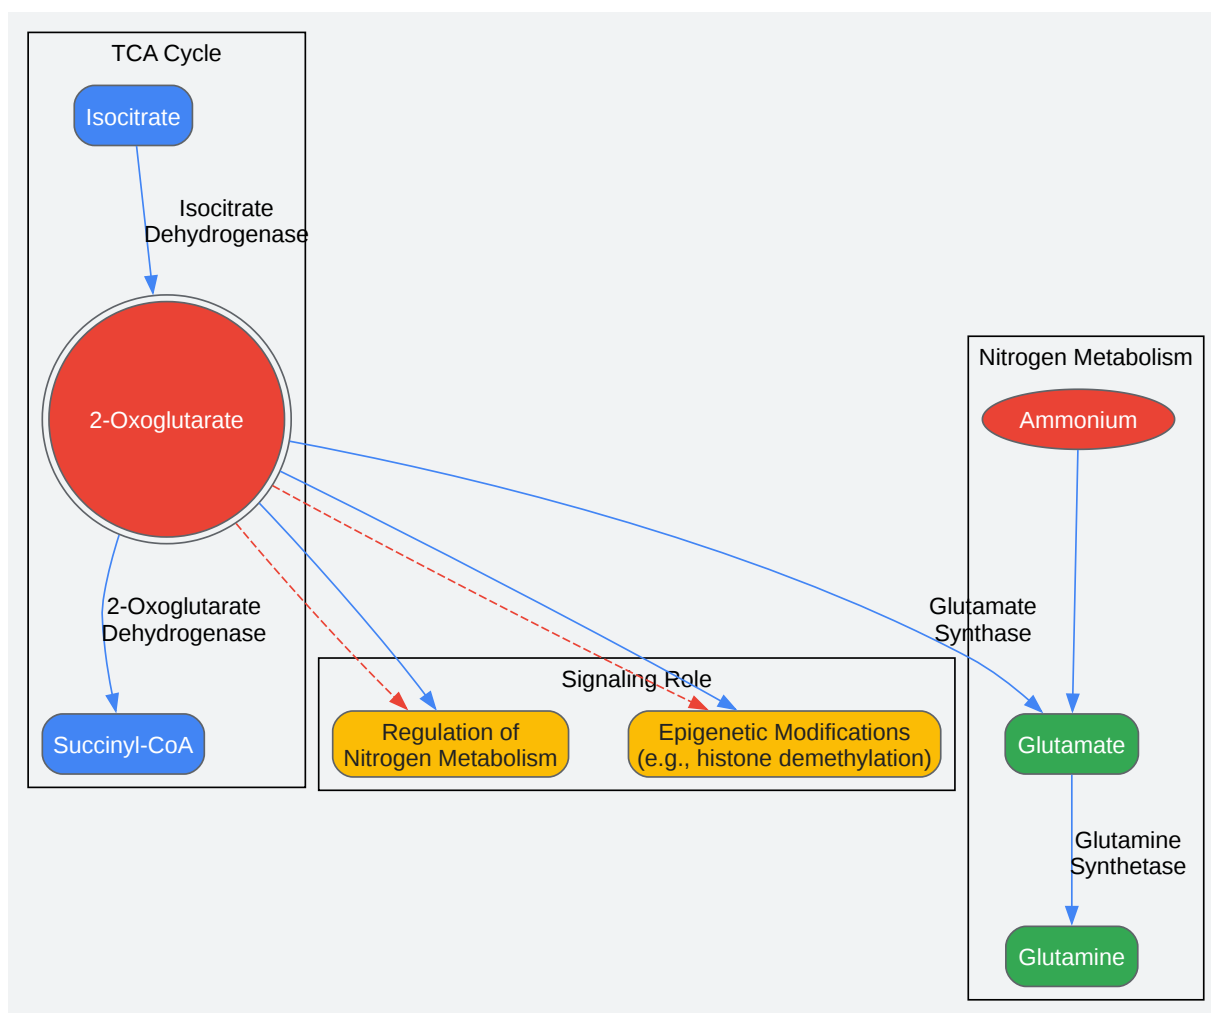 TCA Cycle
Isocitrate
Isocitrate
Dehydrogenase
2-Oxoglutarate
2-Oxoglutarate
Dehydrogenase
Succinyl-CoA
Signaling Role
Regulation of
Nitrogen Metabolism
Epigenetic Modifications
(e.g., histone demethylation)
Nitrogen Metabolism
Ammonium
Glutamate
Synthase
Glutamate
Glutamine
Synthetase
Glutamine